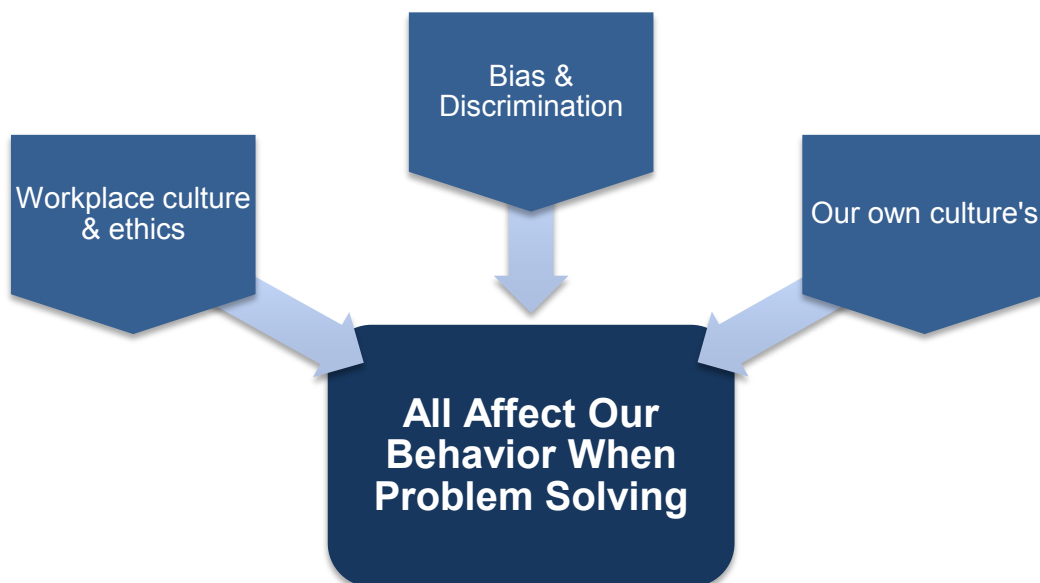 Bias &
Discrimination
Workplace culture
& ethics
Our own culture's
All Affect Our
Behavior When
Problem Solving